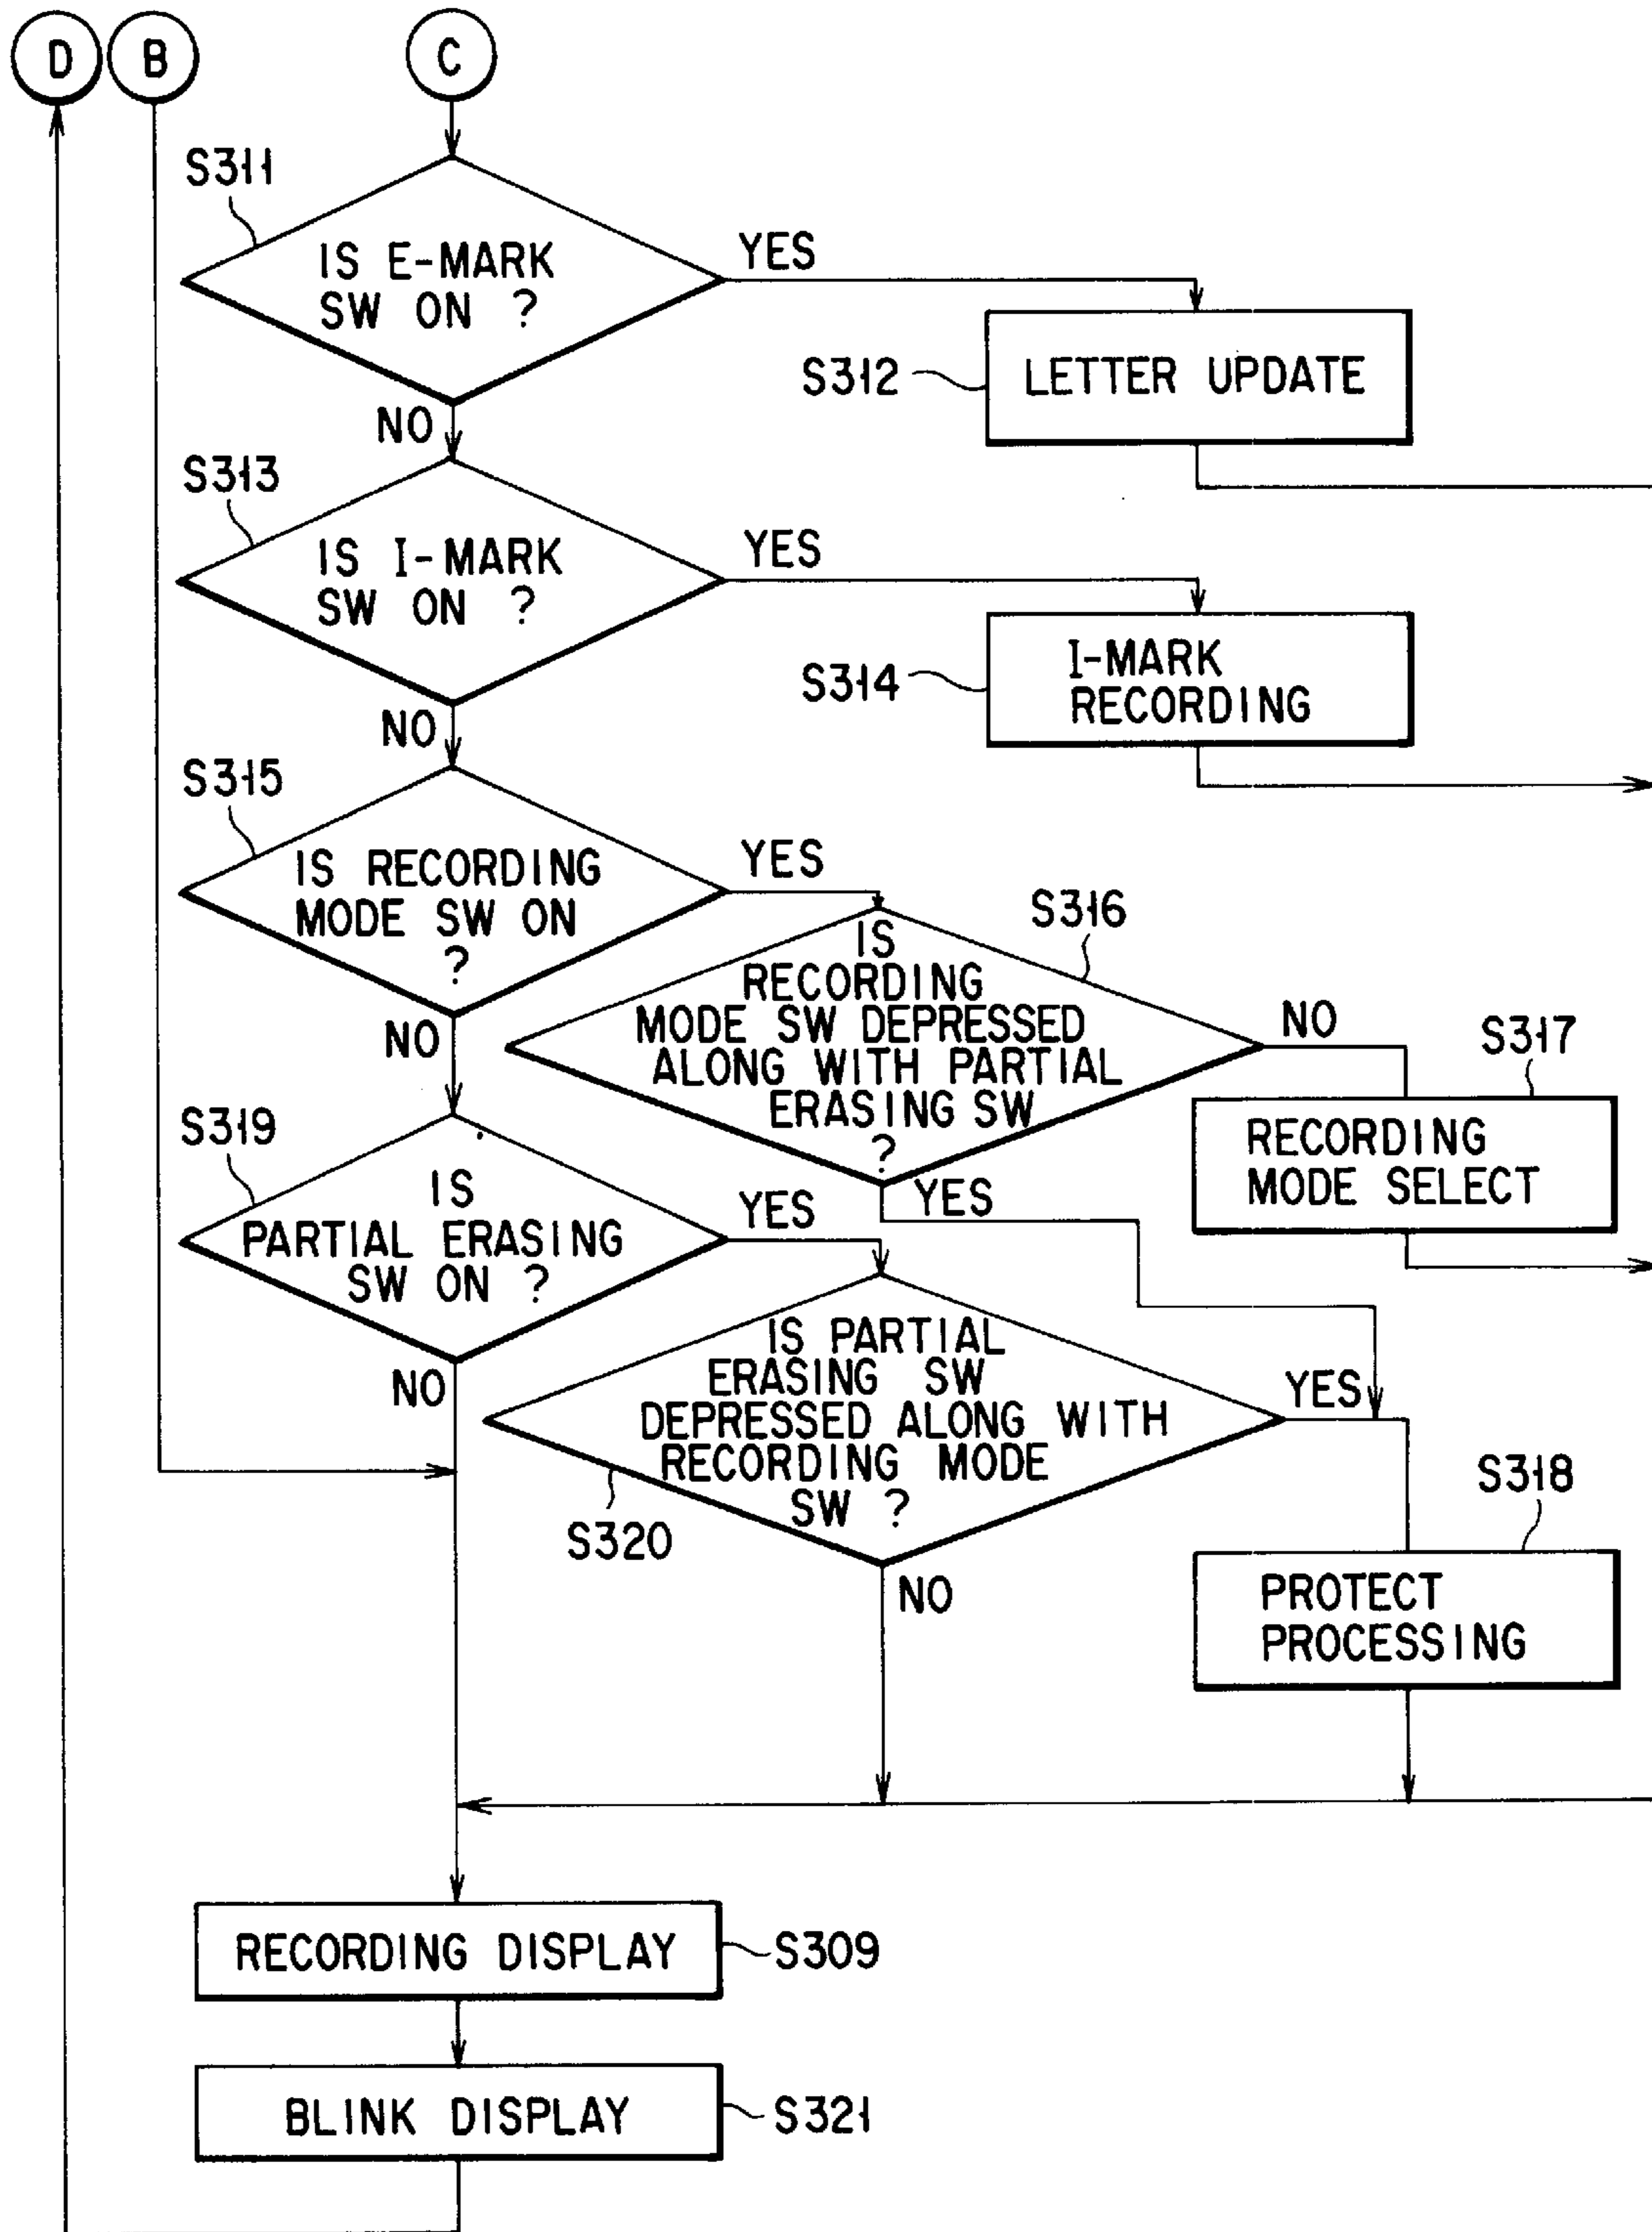 D
B
C
S311
IS E-MARK
SW ON ?
YES
S312
LETTER UPDATE
NO
S313
IS I-MARK
SW ON ?
YES
S314
I-MARK
RECORDING
NO
S315
IS RECORDING
MODE SW ON
?
YES
S316
IS
RECORDING
MODE SW DEPRESSED
ALONG WITH PARTIAL
ERASING SW
?
NO
S317
RECORDING
MODE SELECT
NO
YES
S319
IS
PARTIAL ERASING
SW ON ?
YES
S320
IS PARTIAL
ERASING SW
DEPRESSED ALONG WITH
RECORDING MODE
SW ?
YES
S318
PROTECT
PROCESSING
NO
NO
RECORDING DISPLAY
S309
BLINK DISPLAY
S321